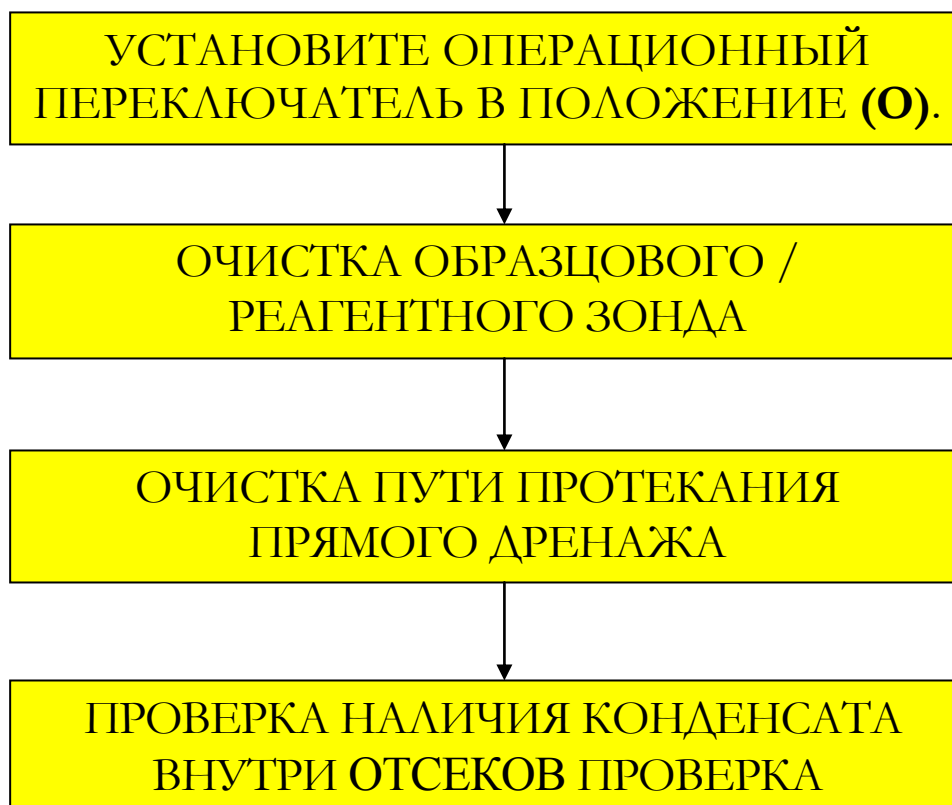 УСТАНОВИТЕ ОПЕРАЦИОННЫЙ
ПЕРЕКЛЮЧАТЕЛЬ В ПОЛОЖЕНИЕ (O).
ОЧИСТКА ОБРАЗЦОВОГО /
РЕАГЕНТНОГО ЗОНДА
ОЧИСТКА ПУТИ ПРОТЕКАНИЯ
ПРЯМОГО ДРЕНАЖА
ПРОВЕРКА НАЛИЧИЯ КОНДЕНСАТА
ВНУТРИ ОТСЕКОВ ПРОВЕРКА